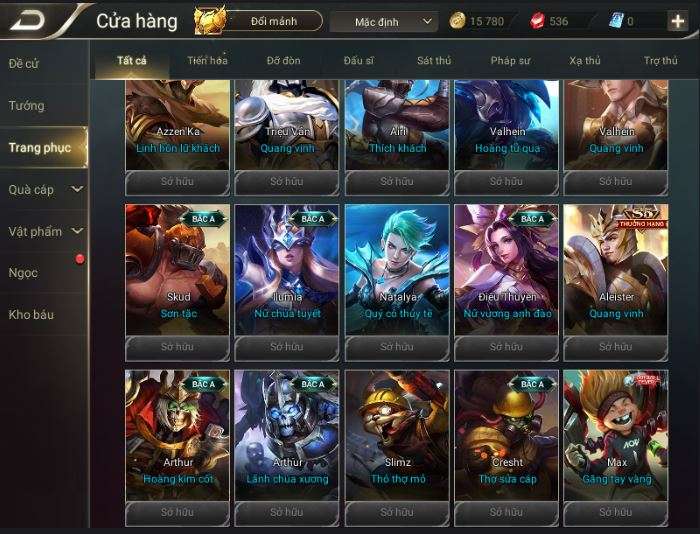 Cửa hàng
Đổi mảnh
Mặc định
15 780
536
0
+
Đề cử
Tướng
Trang phục
Quà cáp
Vật phẩm
Ngọc
Kho báu
Tất cả
Tiến hóa
Đỡ đòn
Đấu sĩ
Sát thủ
Pháp sư
Xạ thủ
Trợ thủ
Azzen'Ka
Linh hồn lữ khách
Sở hữu
Triệu Vân
Quang vinh
Sở hữu
Airi
Thích khách
Sở hữu
Valhein
Hoàng tử quạ
Sở hữu
Valhein
Quang vinh
Sở hữu
Skud
Sơn tặc
Sở hữu
BẬC A
Ilumia
Nữ chúa tuyết
Sở hữu
BẬC A
Natalya
Quý cô thủy tề
Sở hữu
Điêu Thuyền
Nữ vương anh đào
Sở hữu
BẬC A
THƯỞNG HẠNG
Aleister
Quang vinh
Sở hữu
BẬC A
Arthur
Hoàng kim cốt
Sở hữu
BẬC A
Arthur
Lãnh chúa xương
Sở hữu
Slimz
Thỏ thợ mỏ
Sở hữu
BẬC A
Cresht
Thợ sửa cáp
Sở hữu
AOV
Max
Găng tay vàng
Sở hữu